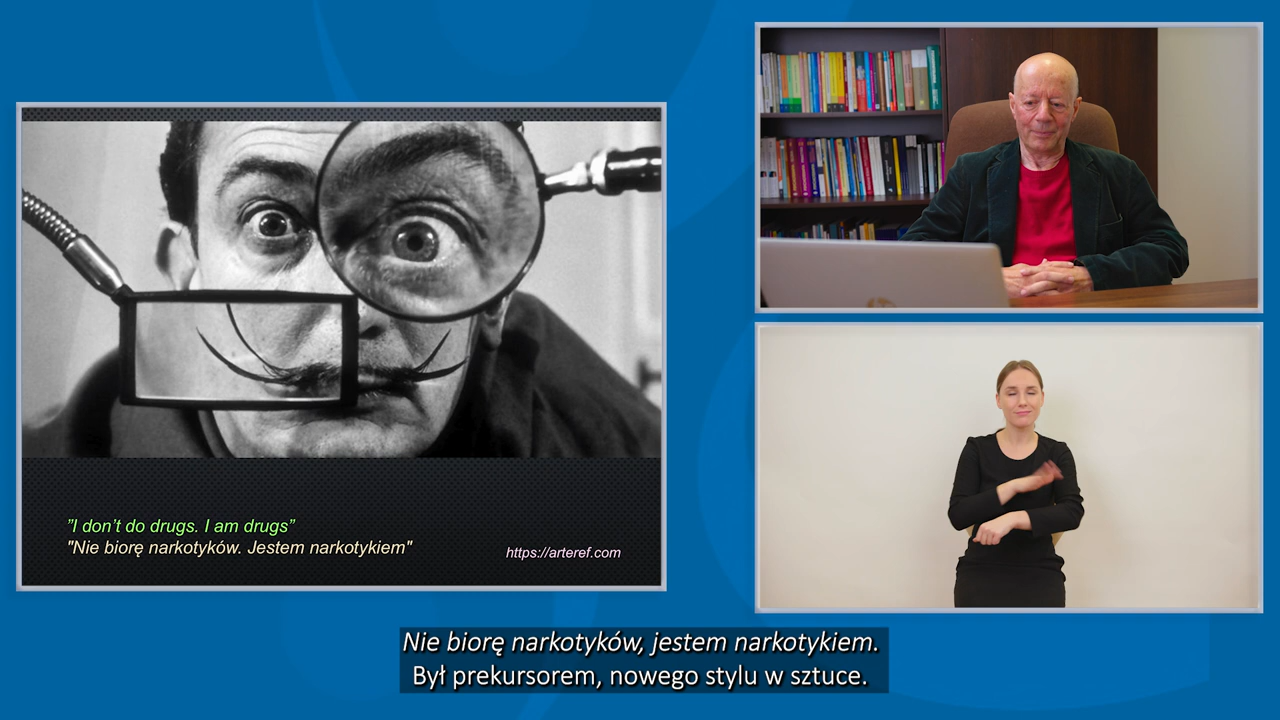 ”I don’t do drugs. I am drugs”
"Nie biorę narkotyków. Jestem narkotykiem"
https://arteref.com
Nie biorę narkotyków, jestem narkotykiem.
Był prekursorem, nowego stylu w sztuce.